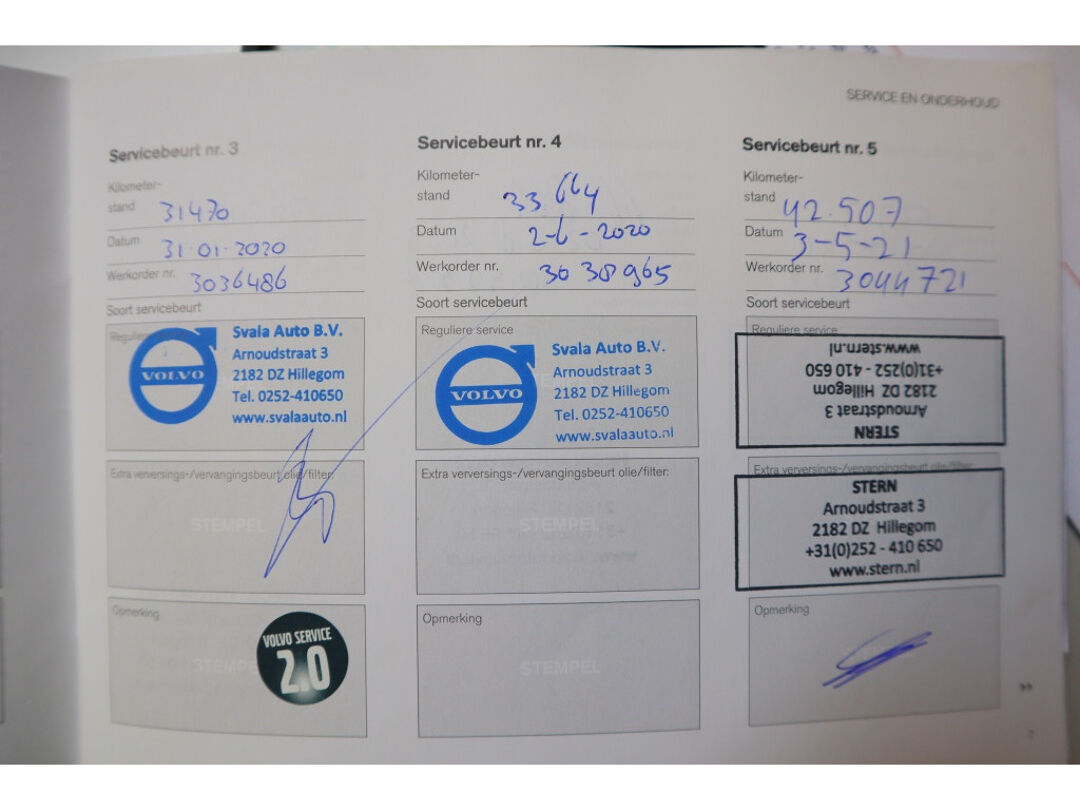 SERVICE EN ONDERHOUD
Servicebeurt nr. 3
Kilometer-
stand 31470
Datum 31-01-2020
Werkorder nr. 3036486
Soort servicebeurt
Reguliere
VOLVO
Svala Auto B.V.
Arnoudstraat 3
2182 DZ Hillegom
Tel. 0252-410650
www.svalaauto.nl
Extra verversings-/vervangingsbeurt olie/filter:
STEMPEL
Opmerking
STEMPEL
VOLVO SERVICE
2.0
Servicebeurt nr. 4
Kilometer-
stand 33 664
Datum 2-6-2020
Werkorder nr. 3038965
Soort servicebeurt
Reguliere service
VOLVO
Svala Auto B.V.
Arnoudstraat 3
2182 DZ Hillegom
Tel. 0252-410650
www.svalaauto.nl
Extra verversings-/vervangingsbeurt olie/filter:
STEMPEL
Opmerking
STEMPEL
Servicebeurt nr. 5
Kilometer-
stand 42.507
Datum 3-5-21
Werkorder nr. 3044721
Soort servicebeurt
Reguliere service
STERN
Arnoudstraat 3
2182 DZ Hillegom
+31(0)252 - 410 650
www.stern.nl
Extra verversings-/vervangingsbeurt olie/filter:
STERN
Arnoudstraat 3
2182 DZ Hillegom
+31(0)252 - 410 650
www.stern.nl
Opmerking